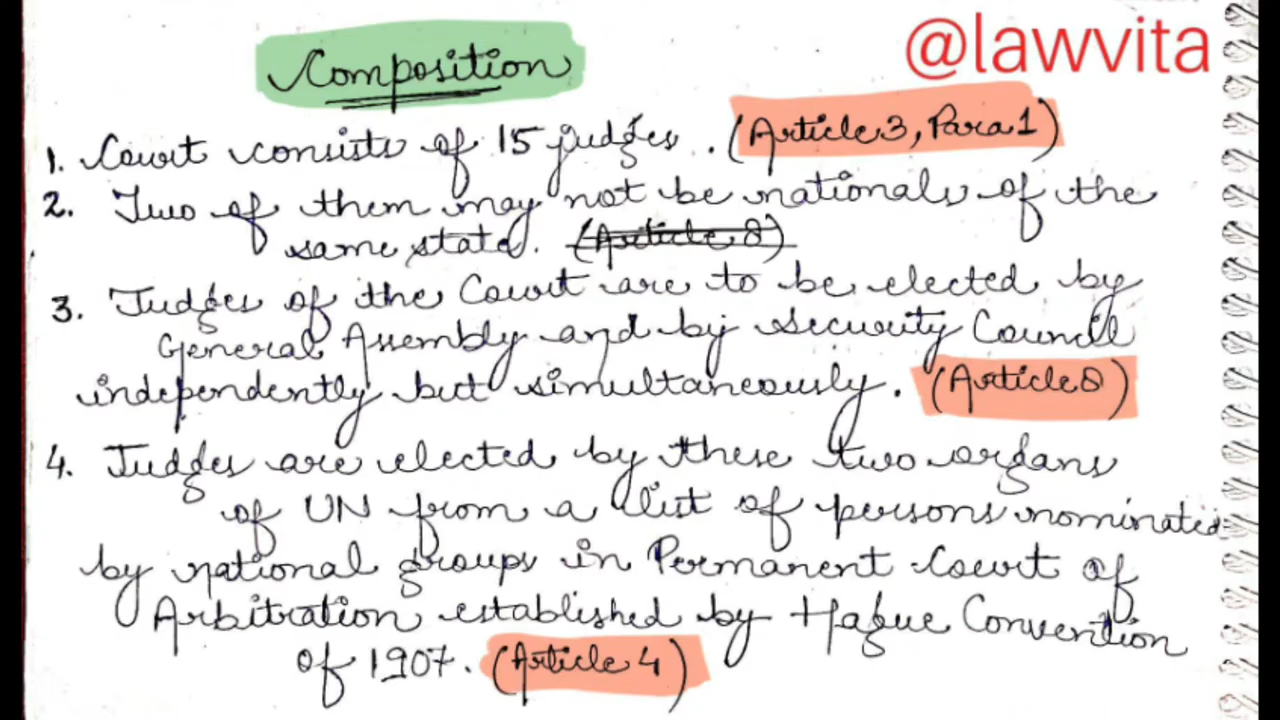 Composition
@lawvita
1. Court consists of 15 judges. (Article 3, Para 1)
2. Two of them may not be nationals of the
same state. (Article 8)
3. Judges of the Court are to be elected by
General Assembly and by Security Council
independently but simultaneously. (Article 8)
4. Judges are elected by these two organs
of UN from a list of persons nominated
by national groups in Permanent Court of
Arbitration established by Hague Convention
of 1907. (Article 4)